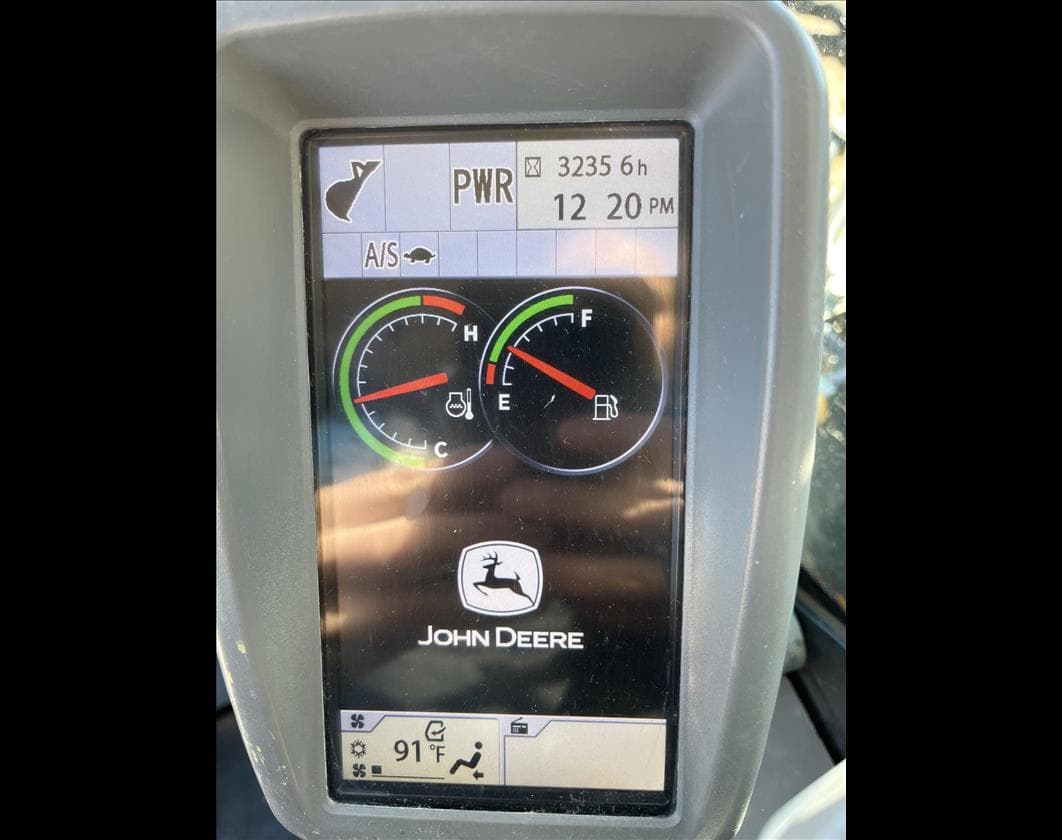 PWR
3235 6h
12 20 PM
A/S
H
F
E
C
JOHN DEERE
91 °F